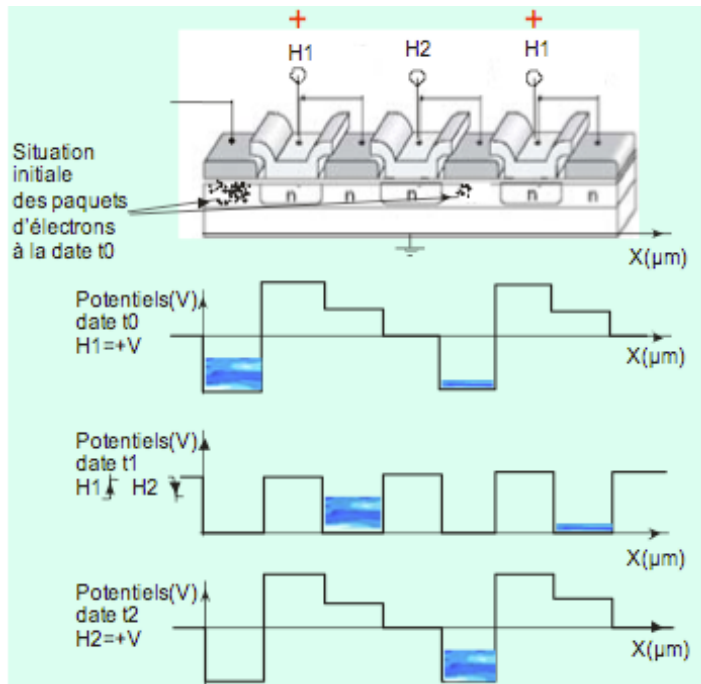 + +
H1 H2 H1
Situation
initiale
des paquets
d'électrons
à la date t0
n n n n n
X(µm)
Potentiels(V)
date t0
H1=+V
X(µm)
Potentiels(V)
date t1
H1 H2
X(µm)
Potentiels(V)
date t2
H2=+V
X(µm)